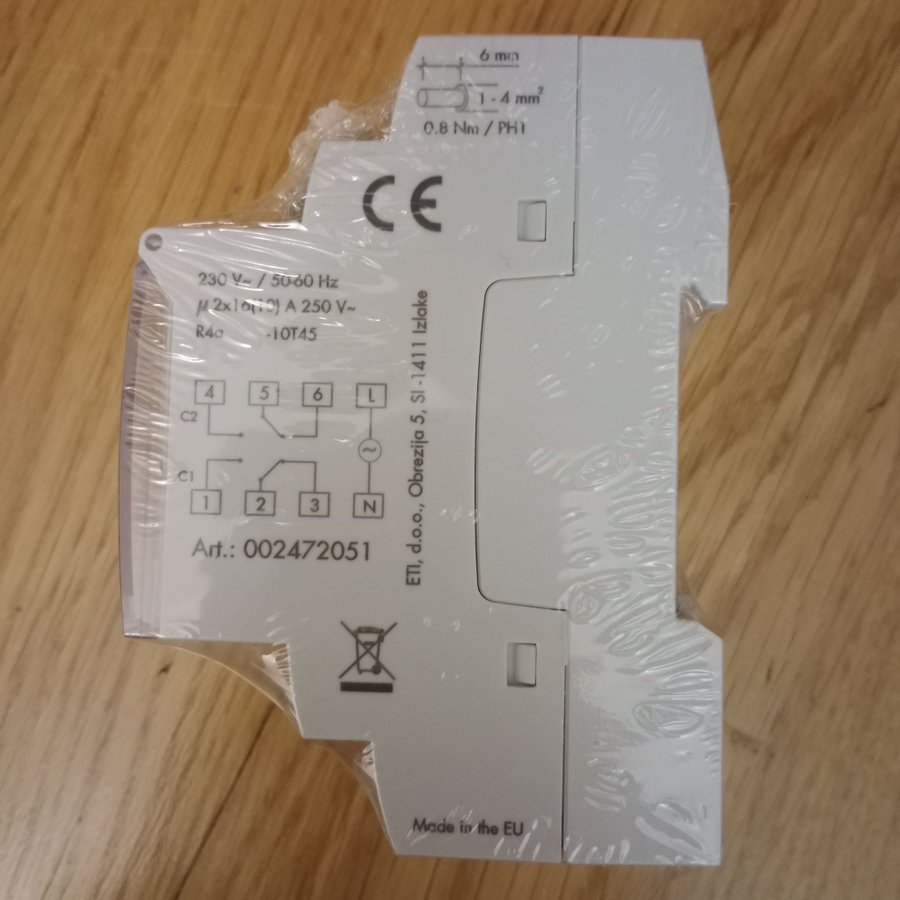 6 mm
1 - 4 mm²
0.8 Nm / PH1
CE
230 V~ / 50-60 Hz
µ 2x16(10) A 250 V~
R4a -10T45
4 5 6 L
C2
~
C1
1 2 3 N
Art.: 002472051
ETI, d.o.o., Obrezija 5, SI -1411 Izlake
Made in the EU